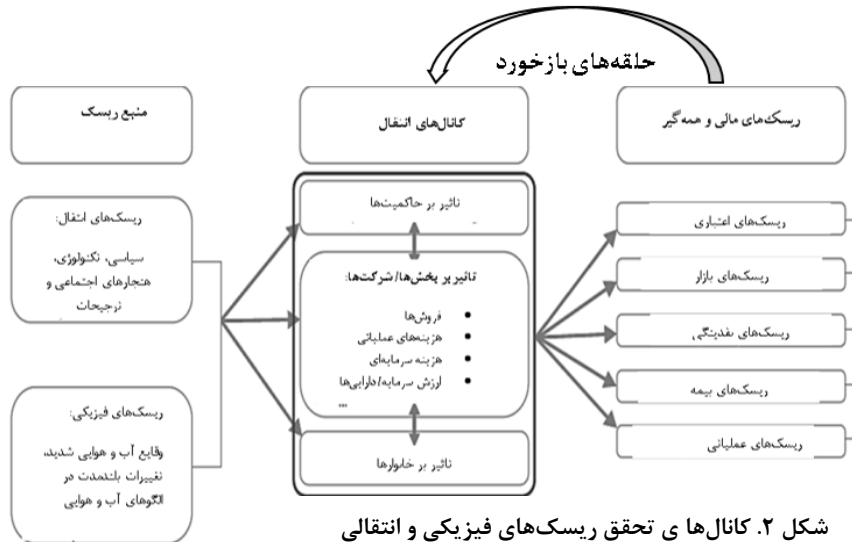 حلقه‌های بازخورد
منبع ریسک
کانال‌های انتقال
ریسک‌های مالی و همه‌گیر
ریسک‌های انتقال:
سیاسی، تکنولوژی،
هنجارهای اجتماعی و
ترجیحات
ریسک‌های فیزیکی:
وقایع آب و هوایی شدید،
تغییرات بلندمدت در
الگوهای آب و هوایی
تاثیر بر حاکمیت‌ها
تاثیر بر بخش‌ها/شرکت‌ها:
• فروش‌ها
• هزینه‌های عملیاتی
• هزینه سرمایه‌ای
• ارزش سرمایه/دارایی‌ها
...
تاثیر بر خانوارها
ریسک‌های اعتباری
ریسک‌های بازار
ریسک‌های نقدینگی
ریسک‌های بیمه
ریسک‌های عملیاتی
شکل ۲. کانال‌ها ی تحقق ریسک‌های فیزیکی و انتقالی